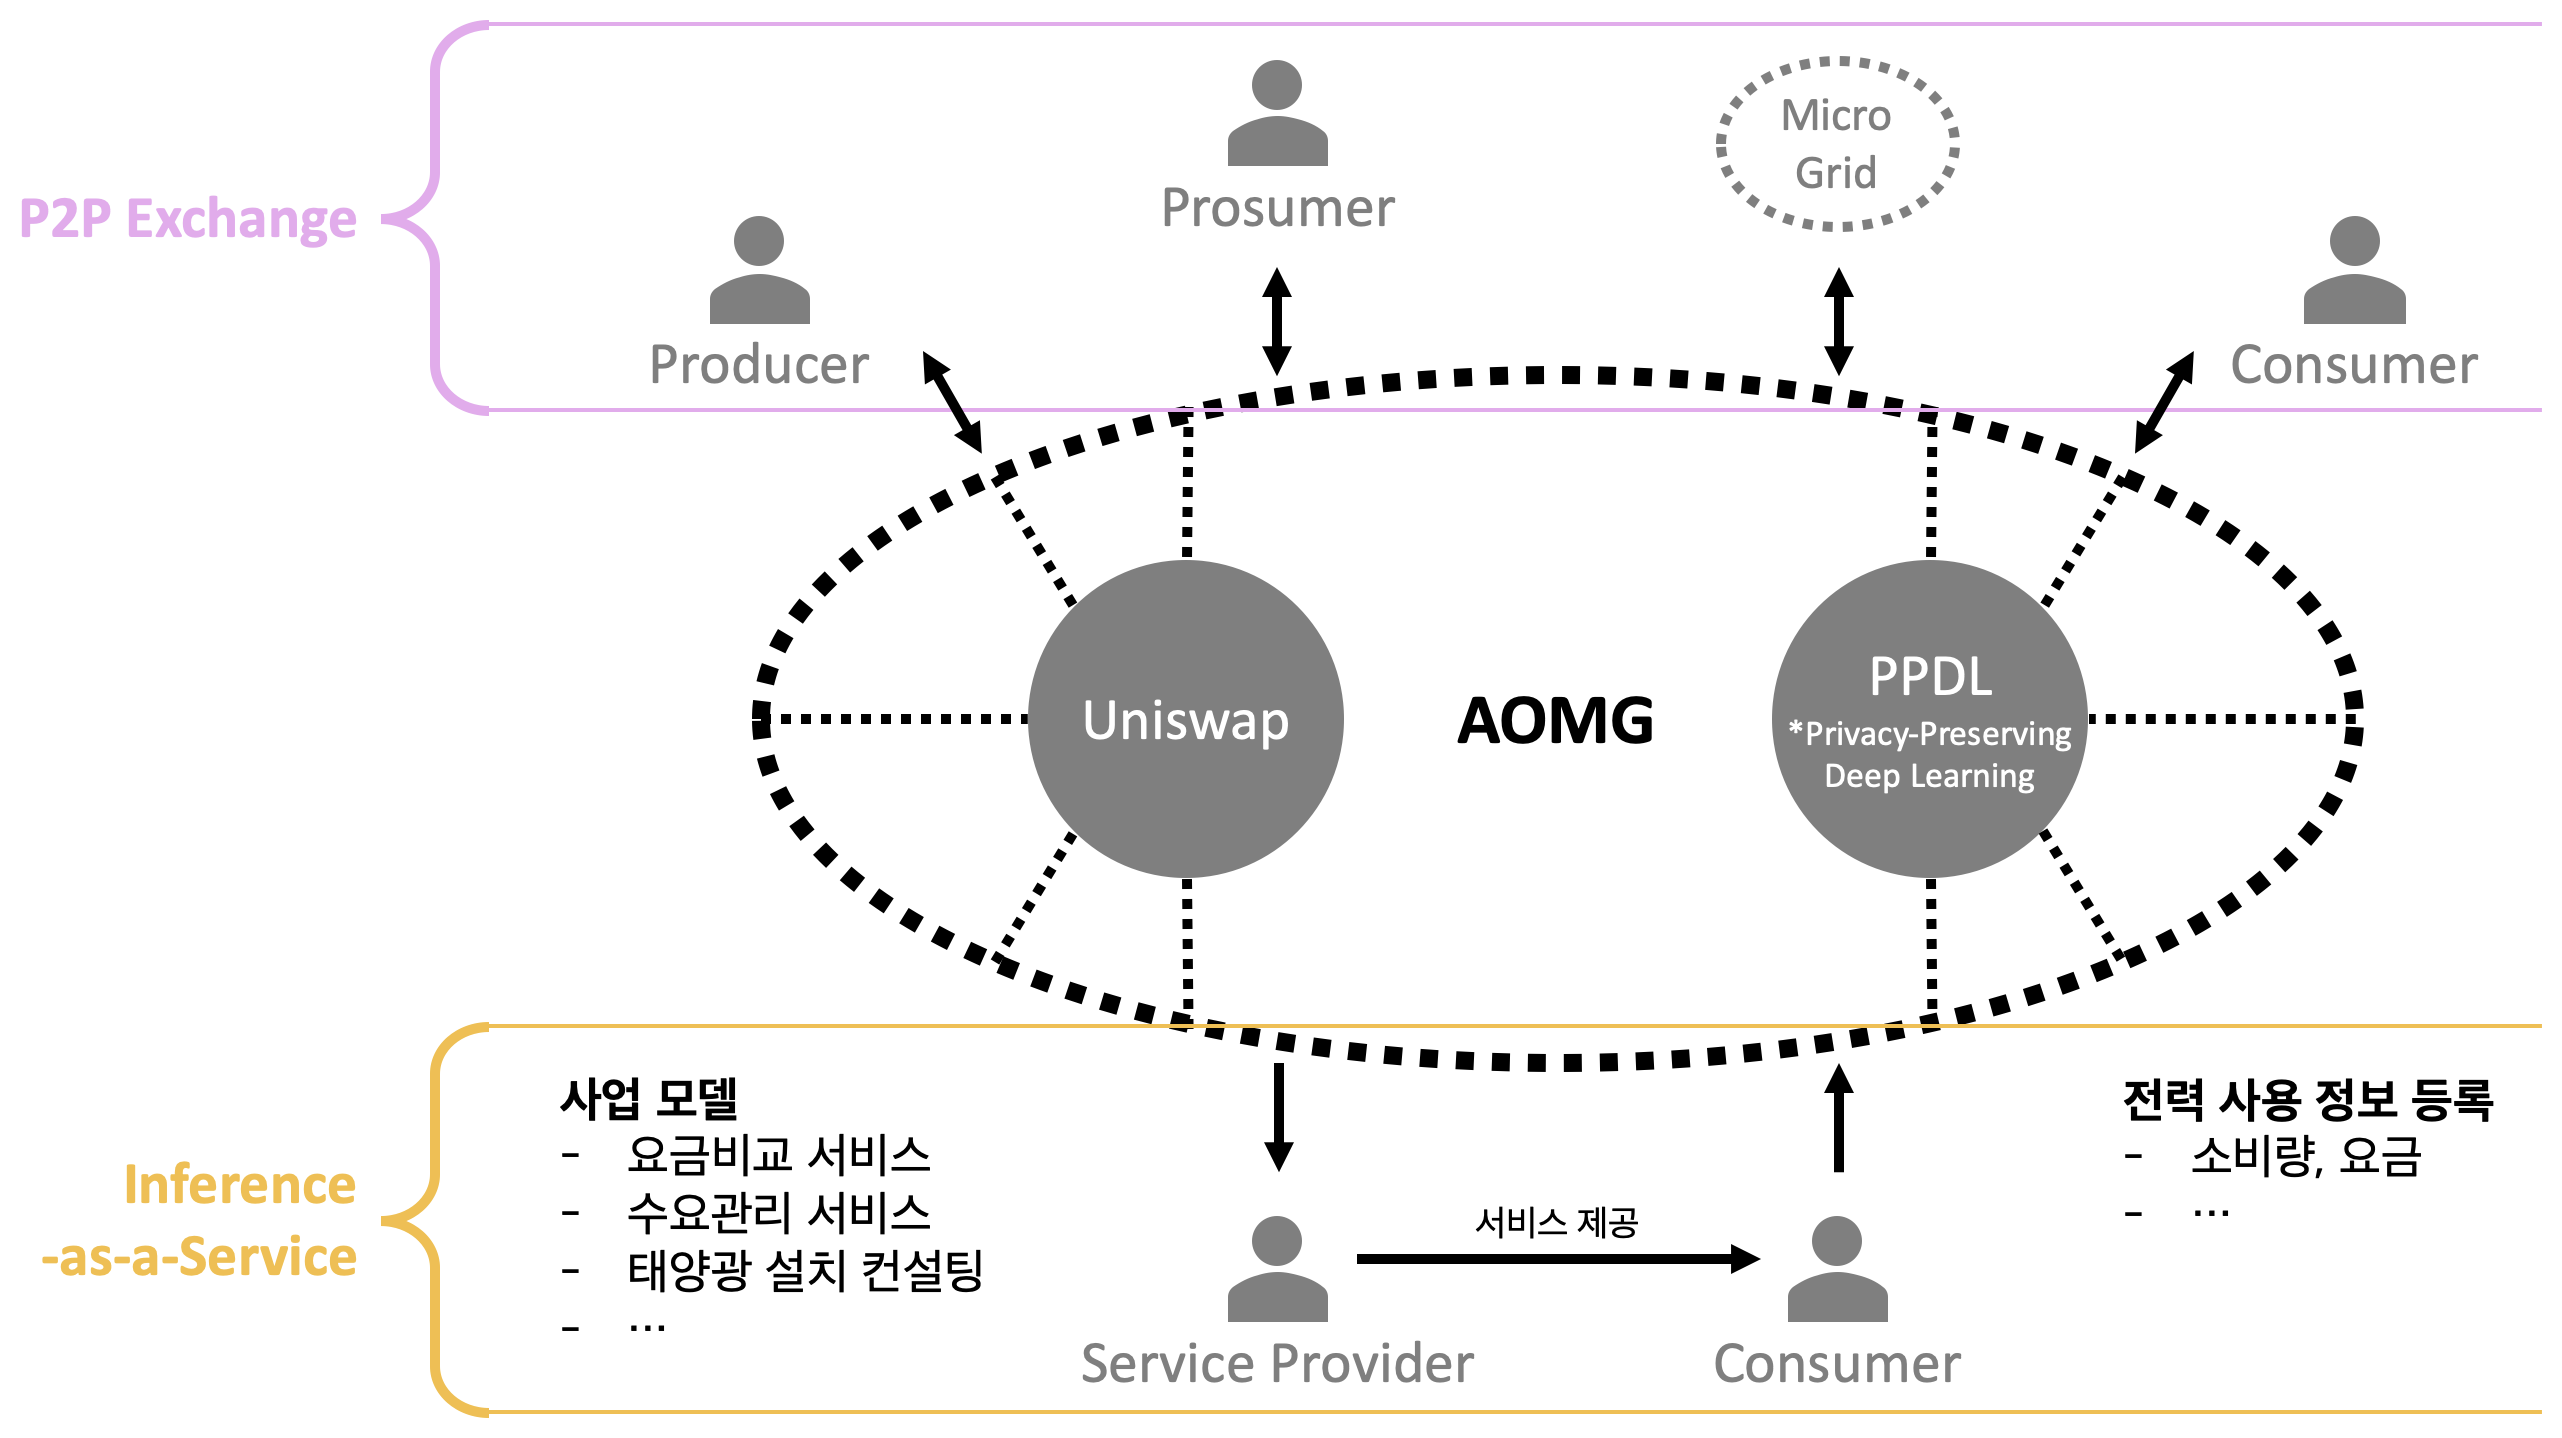 P2P Exchange
Prosumer
Micro
Grid
Producer
Consumer
Uniswap
AOMG
PPDL
*Privacy-Preserving
Deep Learning
Inference
-as-a-Service
사업 모델
- 요금비교 서비스
- 수요관리 서비스
- 태양광 설치 컨설팅
- …
서비스 제공
Service Provider
Consumer
전력 사용 정보 등록
- 소비량, 요금
- …